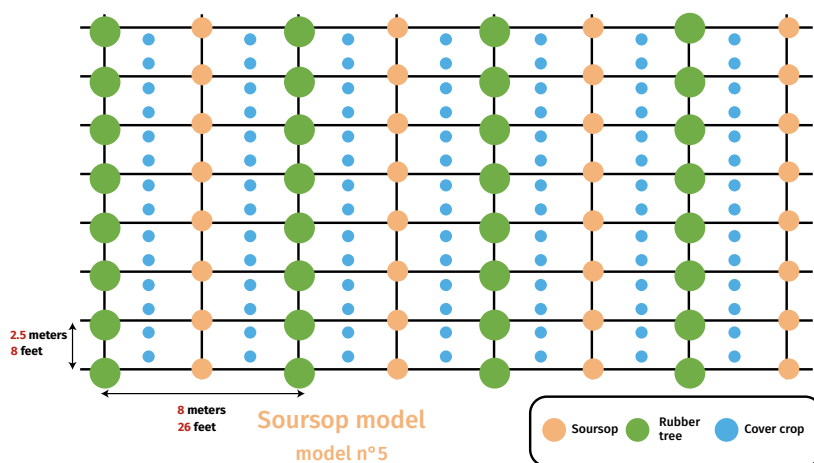 2.5 meters
8 feet
8 meters
26 feet
Soursop model
model n°5
Soursop
Rubber
tree
Cover crop